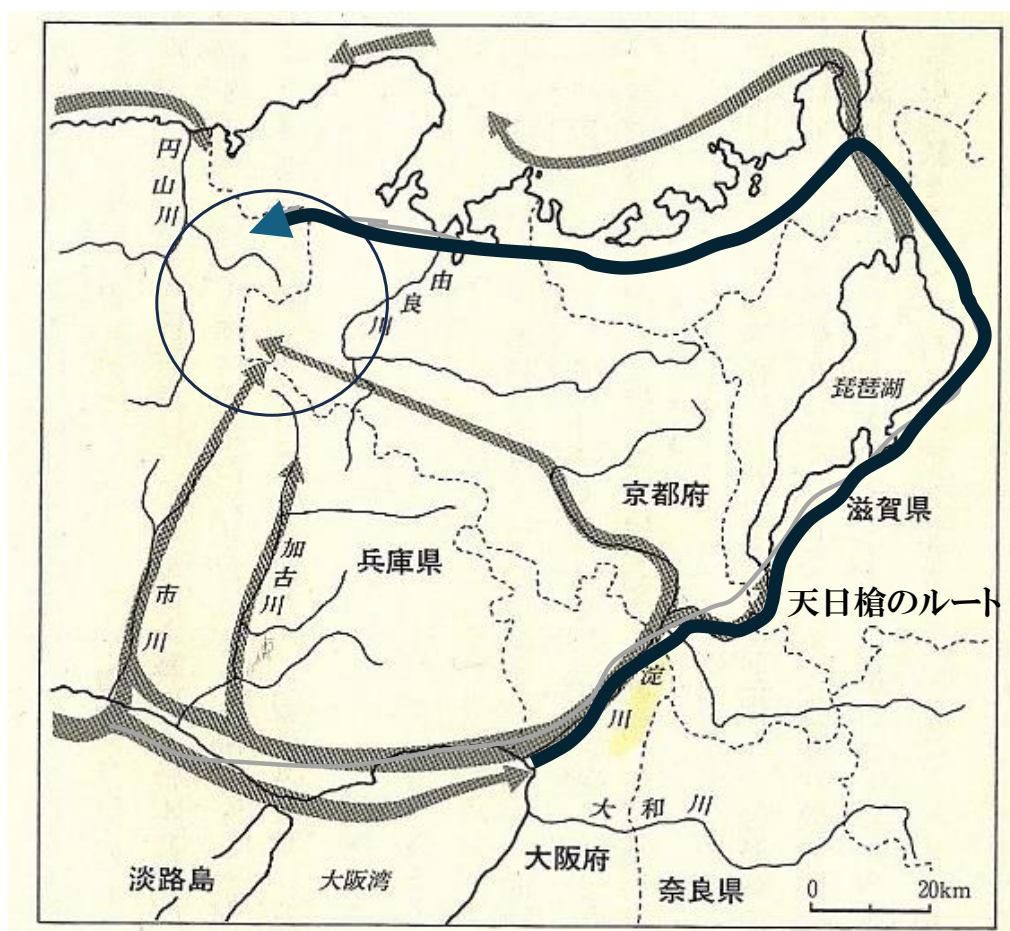 円山川
由良川
琵琶湖
京都府
滋賀県
加古川
兵庫県
市川
天日槍のルート
淀川
大和川
大阪府
淡路島
大阪湾
奈良県
0 20km